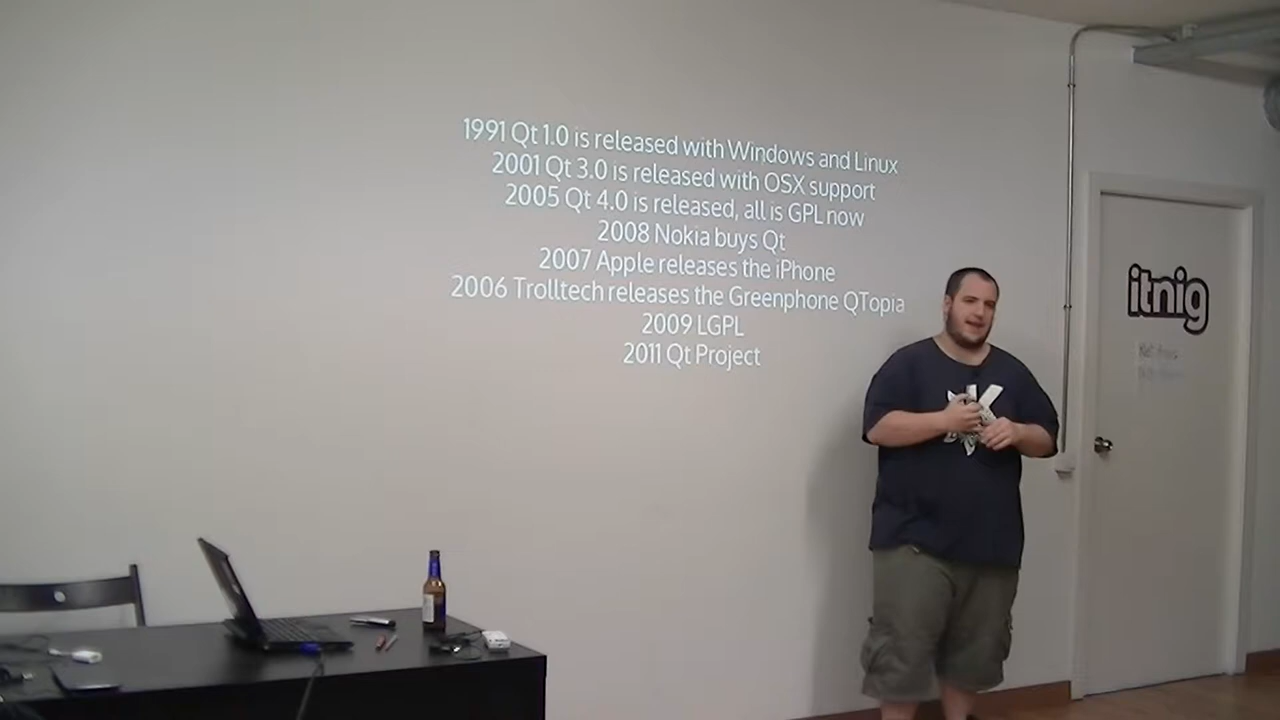 1991 Qt 1.0 is released with Windows and Linux
2001 Qt 3.0 is released with OSX support
2005 Qt 4.0 is released, all is GPL now
2008 Nokia buys Qt
2007 Apple releases the iPhone
2006 Trolltech releases the Greenphone QTopia
2009 LGPL
2011 Qt Project
itnig
K